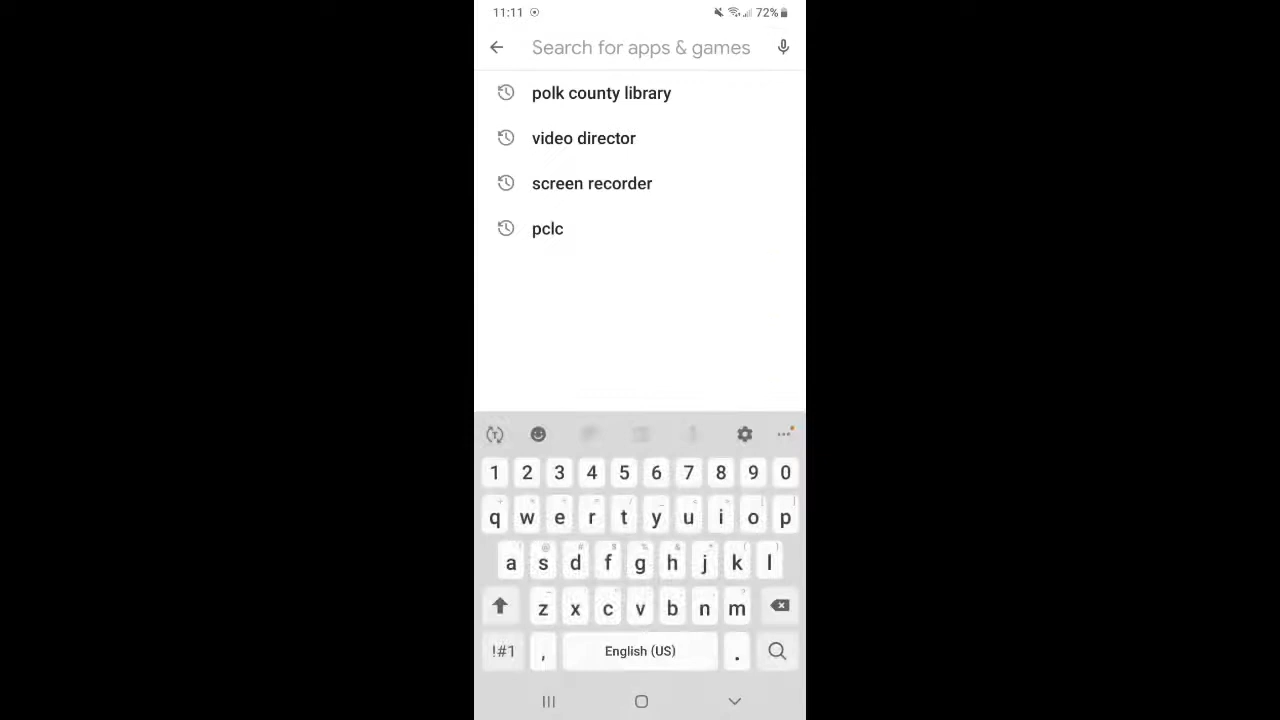 11:11
72%
Search for apps & games
polk county library
video director
screen recorder
pclc
1 2 3 4 5 6 7 8 9 0
q w e r t y u i o p
a s d f g h j k l
z x c v b n m
!#1 , English (US) .